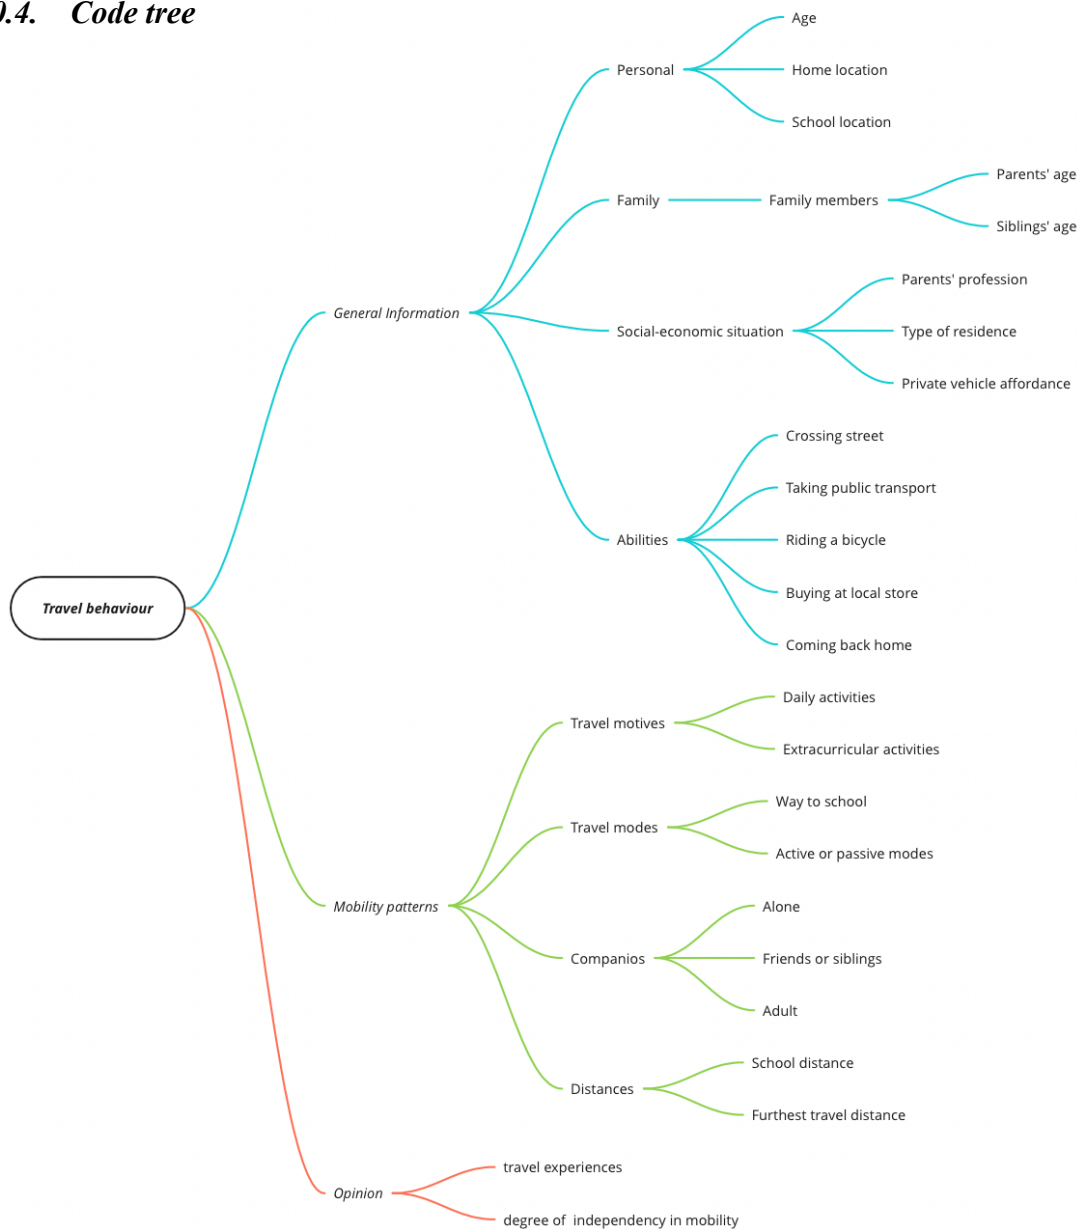 0.4. Code tree
Age
Personal
Home location
School location
Parents' age
Family
Family members
Siblings' age
Parents' profession
General Information
Social-economic situation
Type of residence
Private vehicle affordance
Crossing street
Taking public transport
Abilities
Riding a bicycle
Buying at local store
Travel behaviour
Coming back home
Daily activities
Travel motives
Extracurricular activities
Way to school
Travel modes
Active or passive modes
Mobility patterns
Alone
Companios
Friends or siblings
Adult
School distance
Distances
Furthest travel distance
travel experiences
Opinion
degree of  independency in mobility